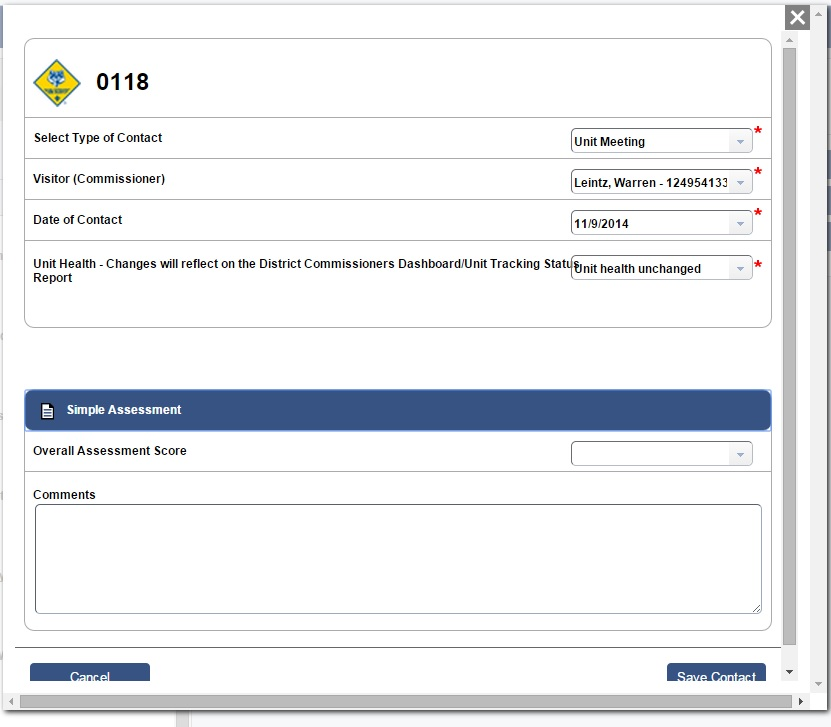 0118
Select Type of Contact
Unit Meeting
*
Visitor (Commissioner)
Leintz, Warren - 124954133
*
Date of Contact
11/9/2014
*
Unit Health - Changes will reflect on the District Commissioners Dashboard/Unit Tracking Status
Report
Unit health unchanged
*
Simple Assessment
Overall Assessment Score
Comments
Cancel
Save Contact